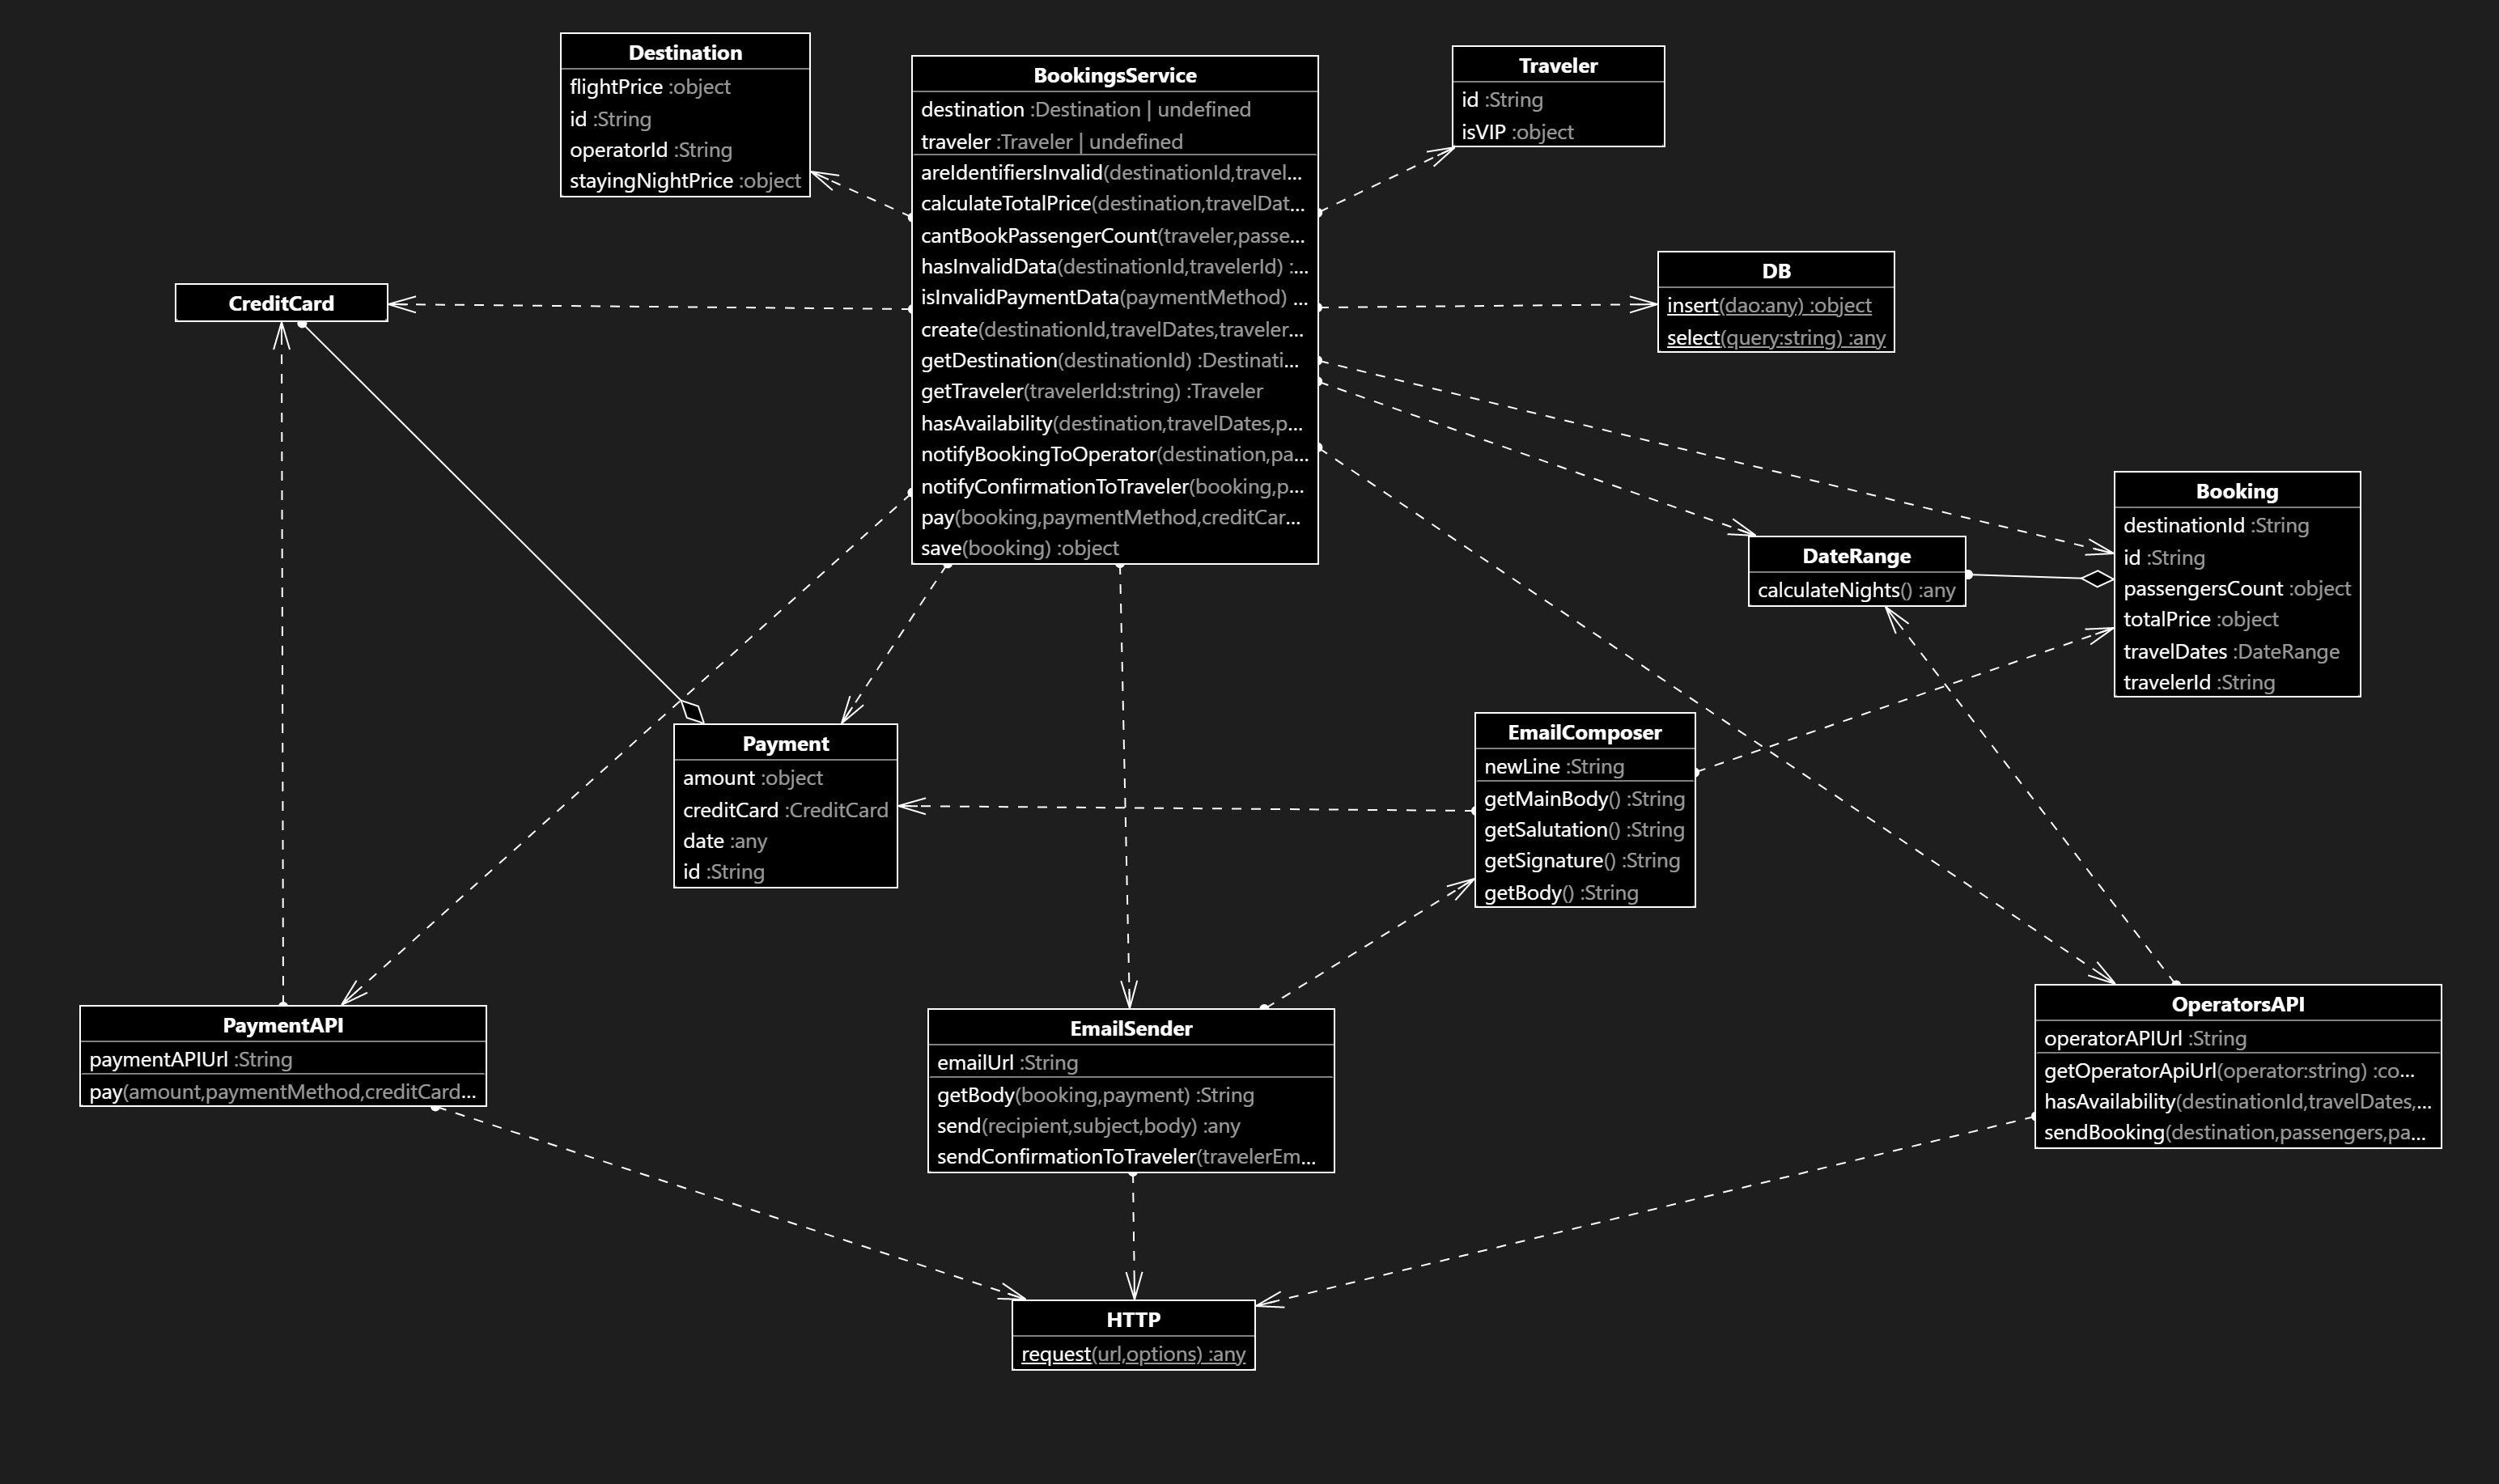 Destination
flightPrice :object
id :String
operatorId :String
stayingNightPrice :object
BookingsService
destination :Destination | undefined
traveler :Traveler | undefined
areIdentifiersInvalid(destinationId,travel...
calculateTotalPrice(destination,travelDat...
cantBookPassengerCount(traveler,passe...
hasInvalidData(destinationId,travelerId) :...
isInvalidPaymentData(paymentMethod) ...
create(destinationId,travelDates,traveler...
getDestination(destinationId) :Destinati...
getTraveler(travelerId:string) :Traveler
hasAvailability(destination,travelDates,p...
notifyBookingToOperator(destination,pa...
notifyConfirmationToTraveler(booking,p...
pay(booking,paymentMethod,creditCar...
save(booking) :object
Traveler
id :String
isVIP :object
DB
insert(dao:any) :object
select(query:string) :any
CreditCard
Booking
destinationId :String
id :String
passengersCount :object
totalPrice :object
travelDates :DateRange
travelerId :String
DateRange
calculateNights() :any
Payment
amount :object
creditCard :CreditCard
date :any
id :String
EmailComposer
newLine :String
getMainBody() :String
getSalutation() :String
getSignature() :String
getBody() :String
PaymentAPI
paymentAPIUrl :String
pay(amount,paymentMethod,creditCard...
EmailSender
emailUrl :String
getBody(booking,payment) :String
send(recipient,subject,body) :any
sendConfirmationToTraveler(travelerEm...
OperatorsAPI
operatorAPIUrl :String
getOperatorApiUrl(operator:string) :co...
hasAvailability(destinationId,travelDates,...
sendBooking(destination,passengers,pa...
HTTP
request(url,options) :any